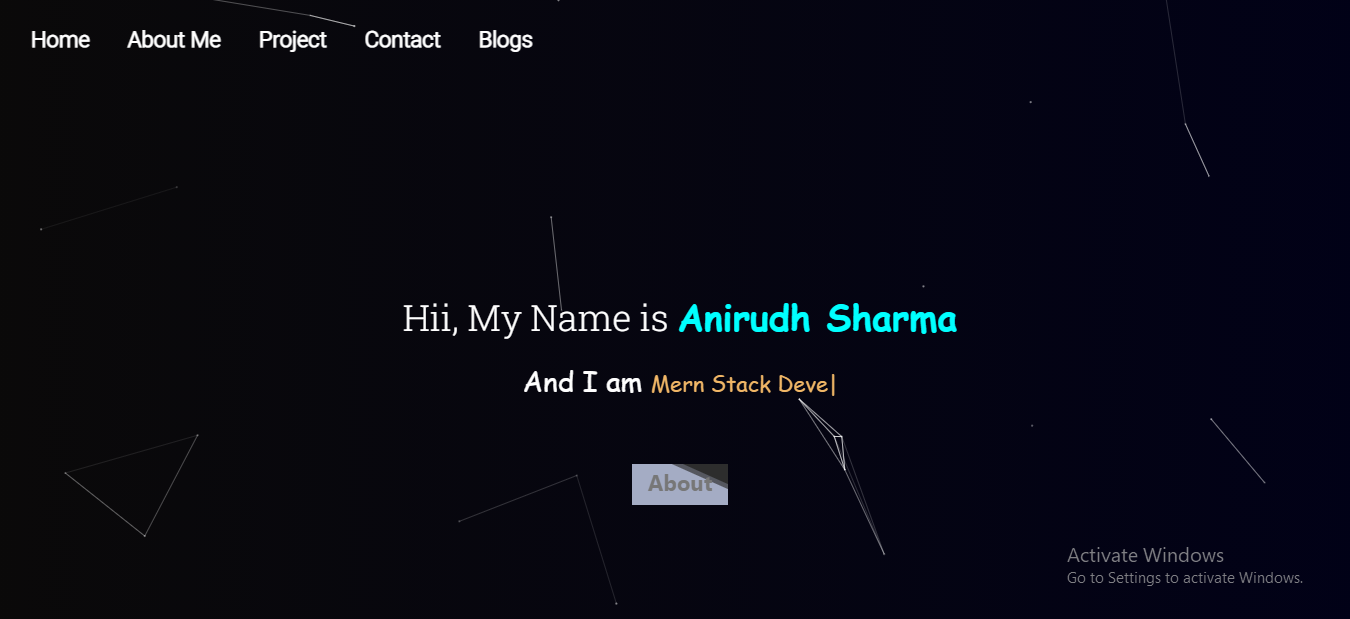 Home About Me Project Contact Blogs
Hii, My Name is Anirudh Sharma
And I am Mern Stack Deve|
About
Activate Windows
Go to Settings to activate Windows.